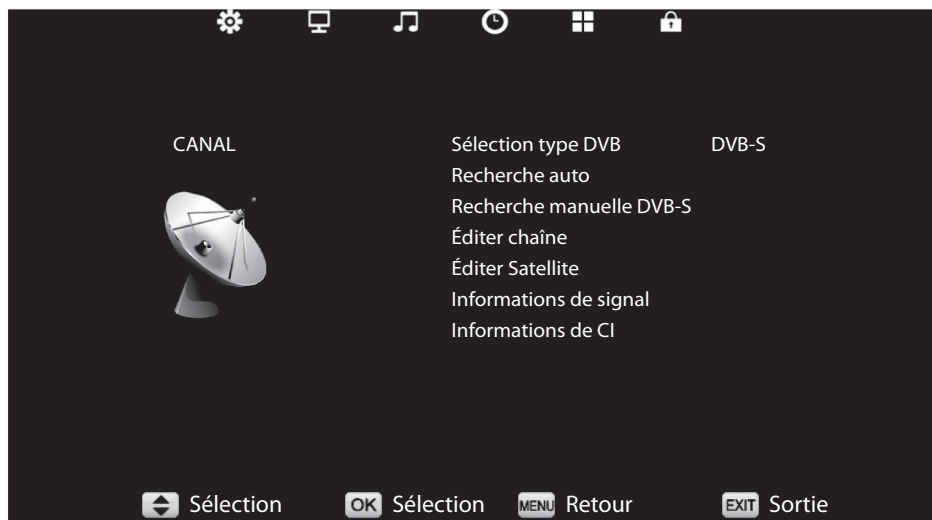 CANAL
Sélection type DVB DVB-S
Recherche auto
Recherche manuelle DVB-S
Éditer chaîne
Éditer Satellite
Informations de signal
Informations de CI
Sélection OK Sélection MENU Retour EXIT Sortie